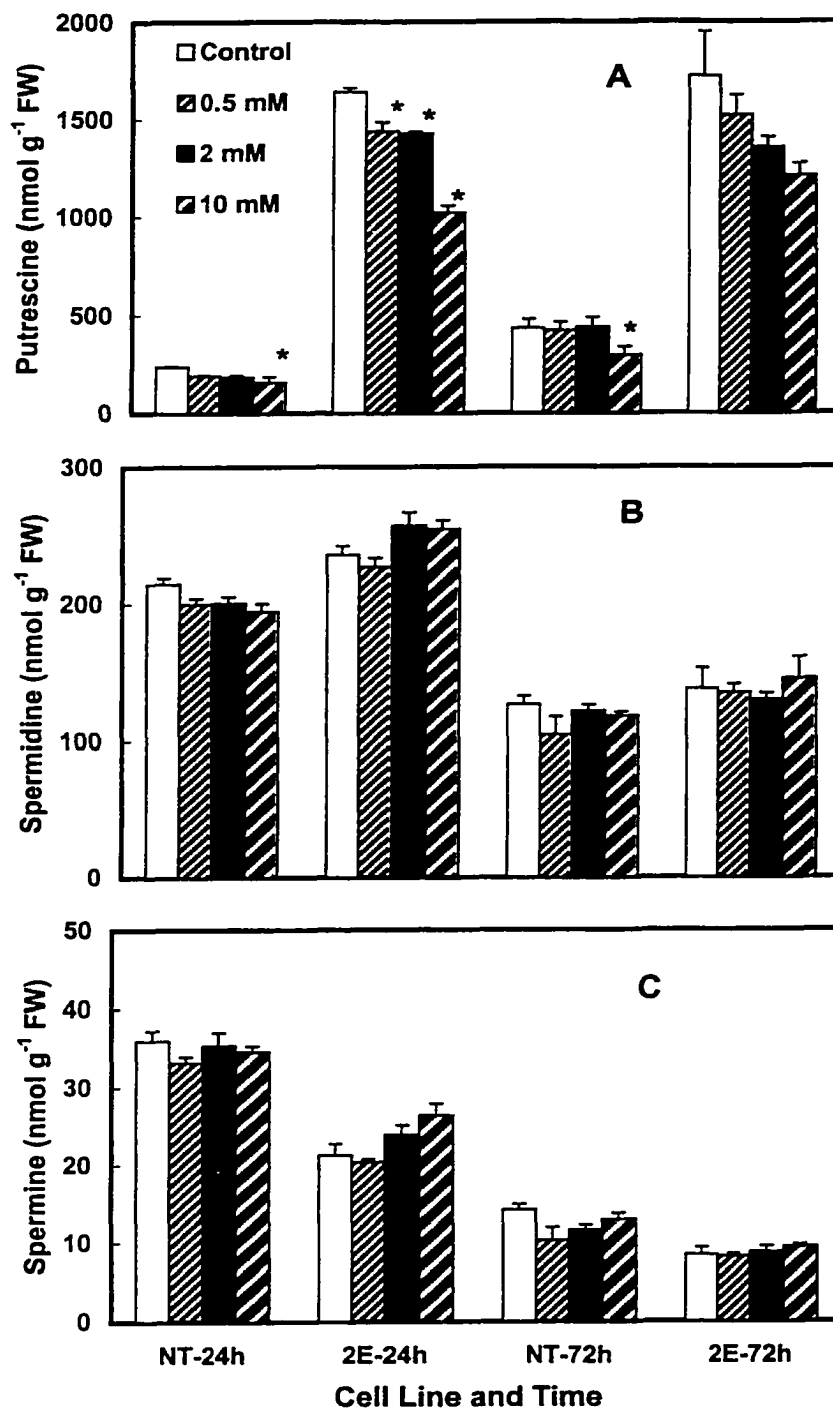 2000
1500
1000
500
0
Putrescine (nmol g⁻¹ FW)
Control
0.5 mM
2 mM
10 mM
A
*
*
*
*
*
300
200
100
0
Spermidine (nmol g⁻¹ FW)
B
50
40
30
20
10
0
Spermine (nmol g⁻¹ FW)
C
NT-24h 2E-24h NT-72h 2E-72h
Cell Line and Time